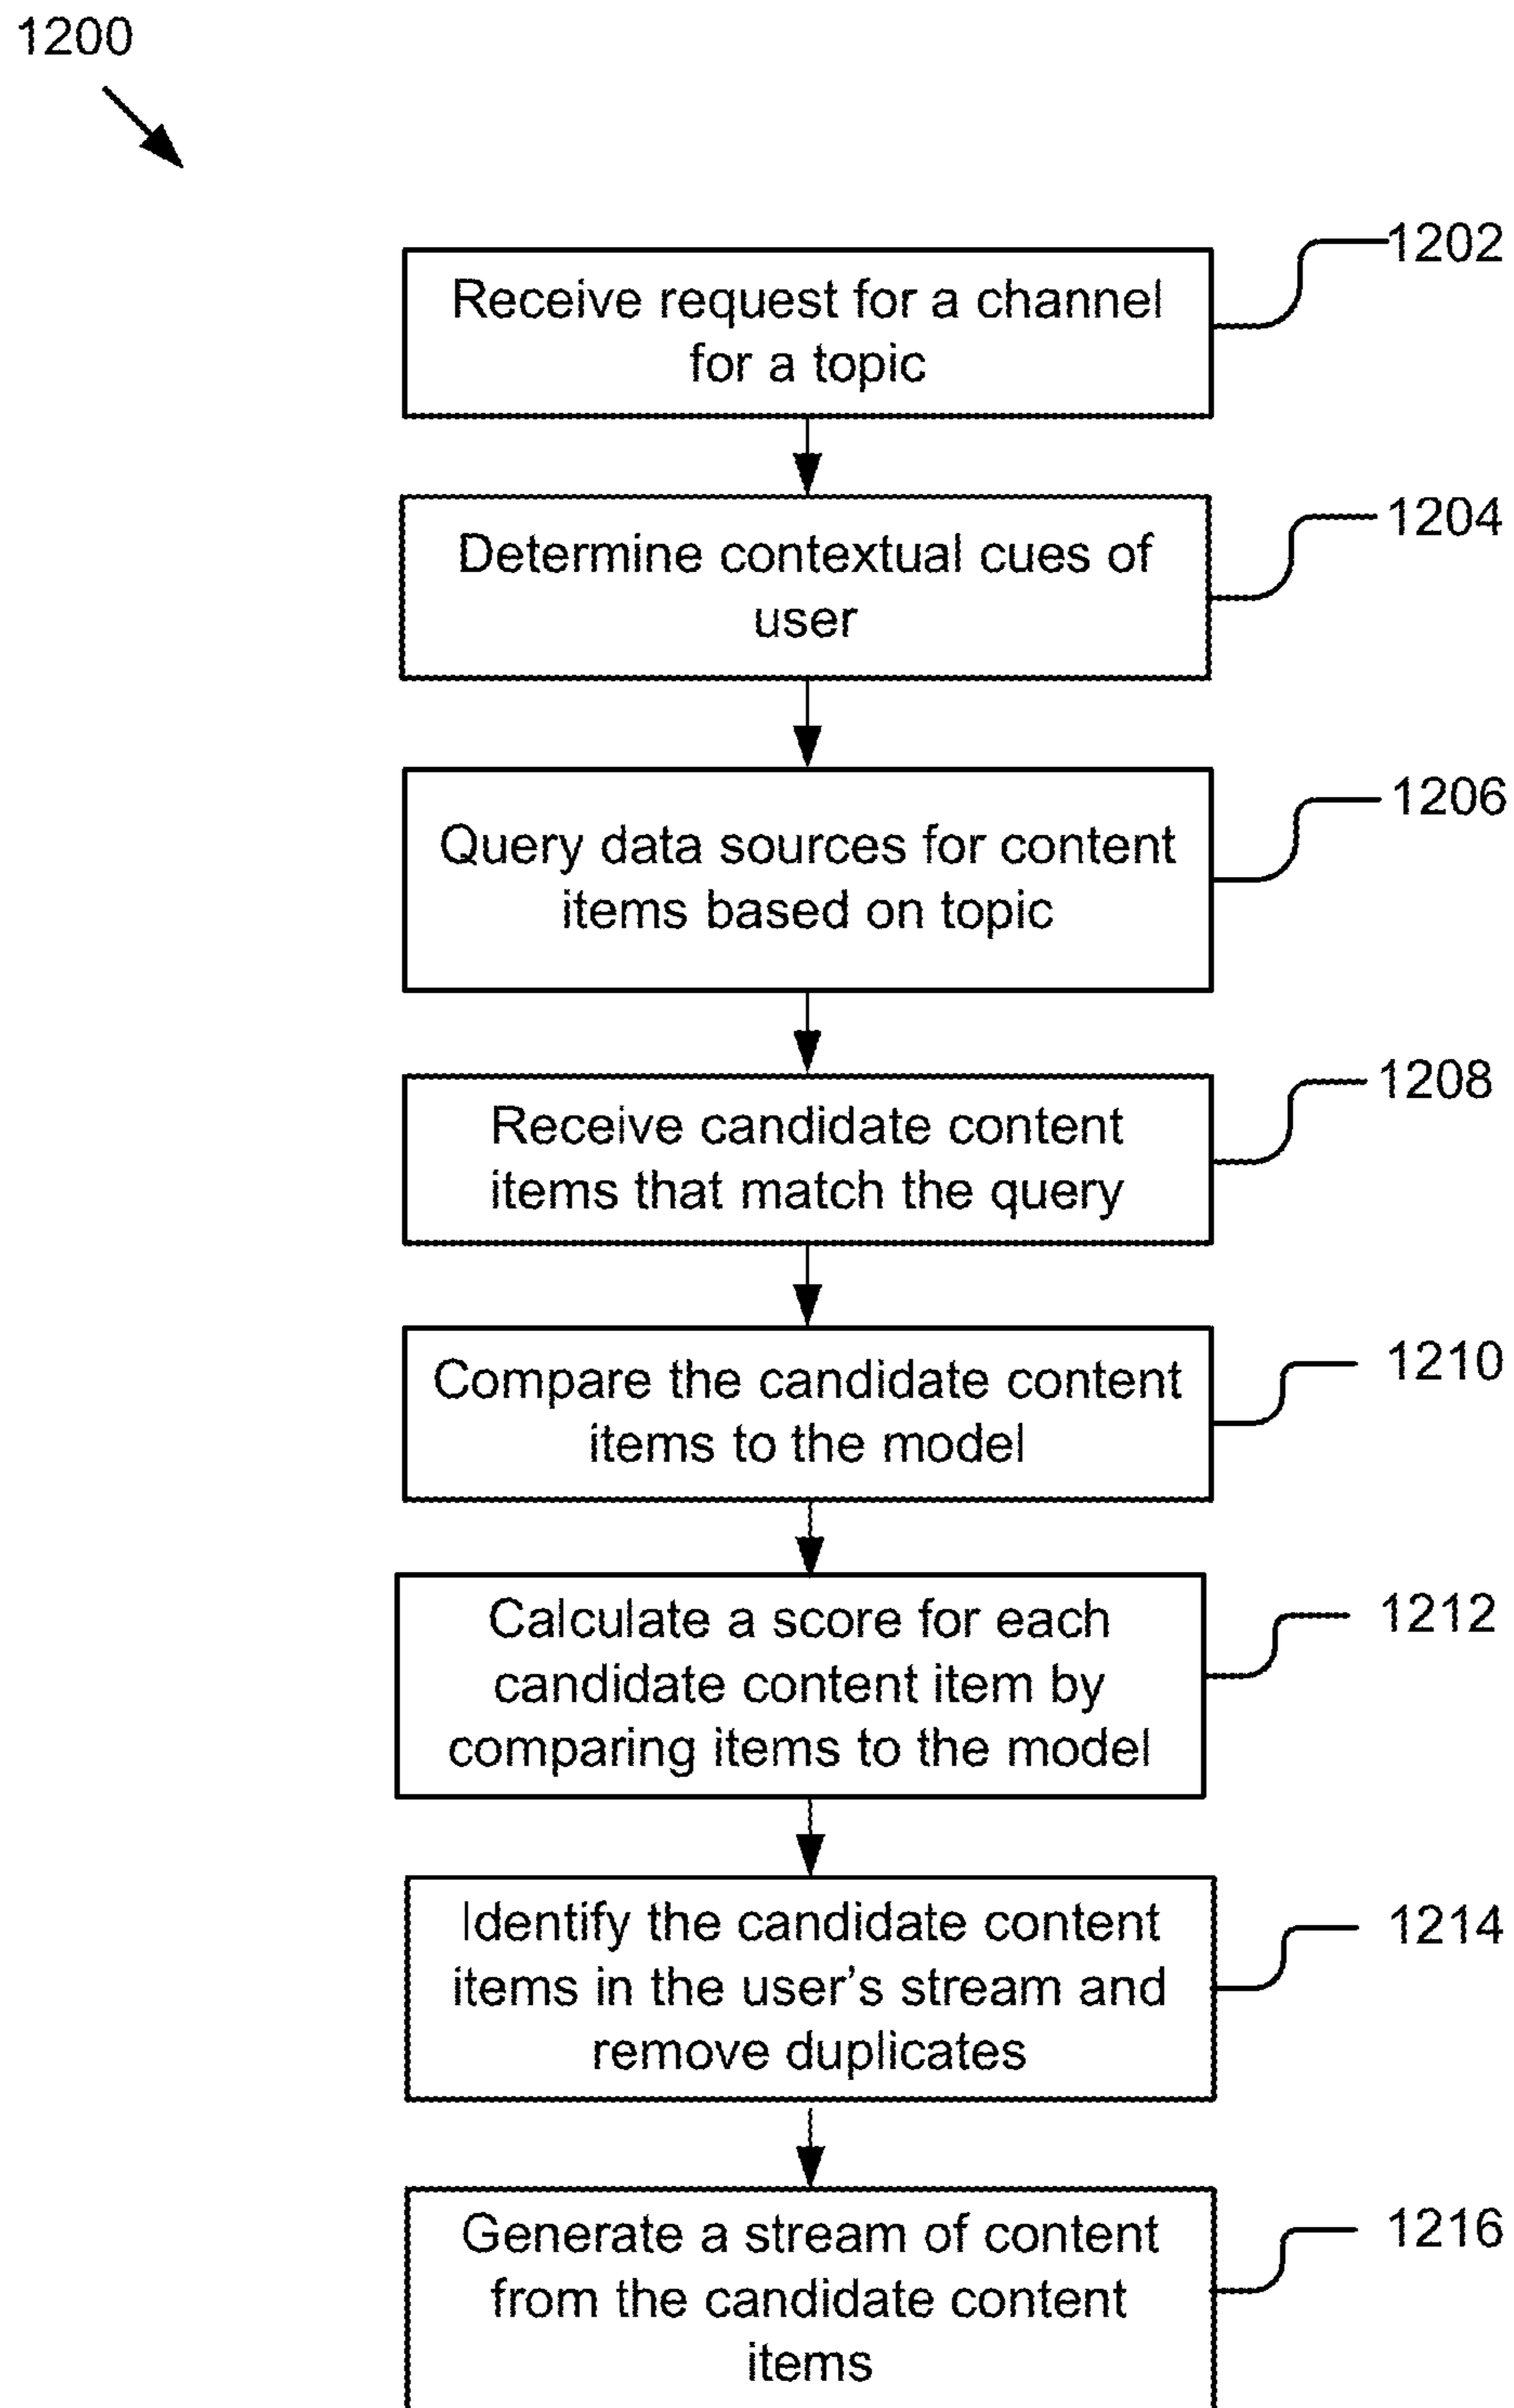 1200
1202
Receive request for a channel
for a topic
1204
Determine contextual cues of
user
1206
Query data sources for content
items based on topic
1208
Receive candidate content
items that match the query
1210
Compare the candidate content
items to the model
1212
Calculate a score for each
candidate content item by
comparing items to the model
1214
Identify the candidate content
items in the user's stream and
remove duplicates
1216
Generate a stream of content
from the candidate content
items